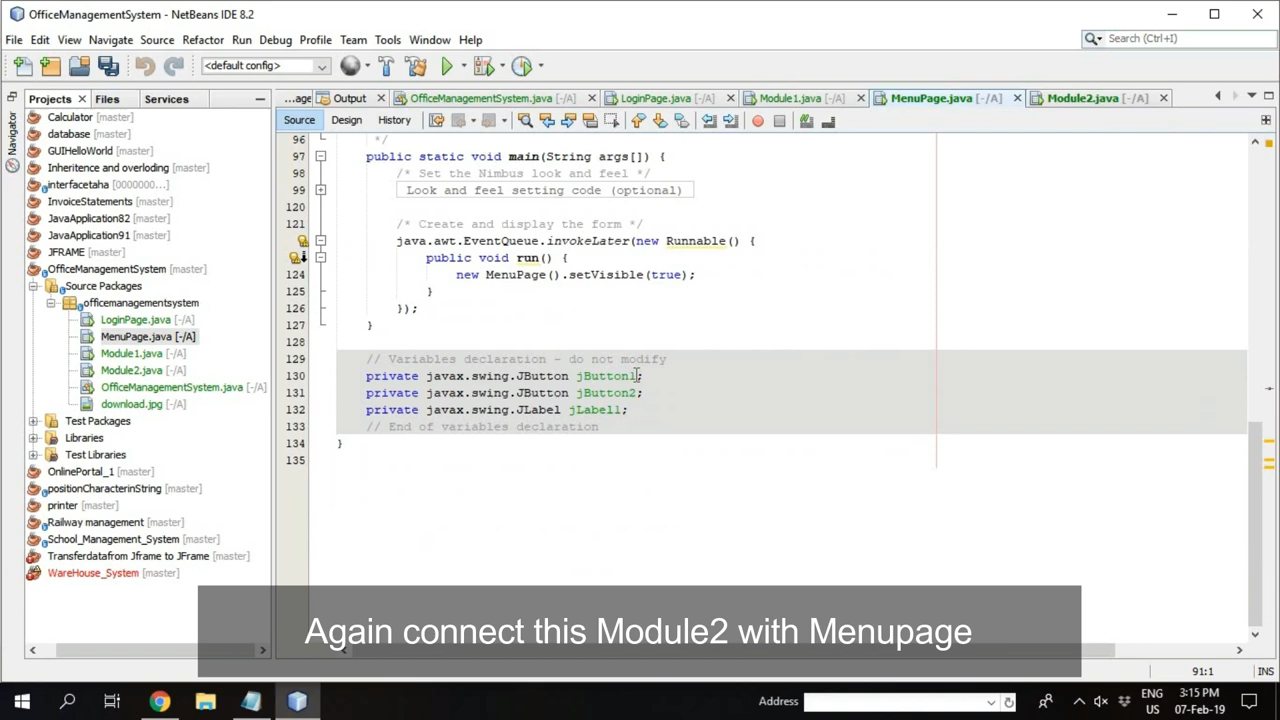 OfficeManagementSystem - NetBeans IDE 8.2
File Edit View Navigate Source Refactor Run Debug Profile Team Tools Window Help
Search (Ctrl+I)
<default config>
Projects Files Services
...age Output OfficeManagementSystem.java [-/A] LoginPage.java [-/A] Module1.java [-/A] MenuPage.java [-/A] Module2.java [-/A]
Source Design History
Navigator
Calculator [master]
database [master]
GUIHelloWorld [master]
Inheritence and overloding [master]
interfacetaha [0000000...]
InvoiceStatements [master]
JavaApplication82 [master]
JavaApplication91 [master]
JFRAME [master]
OfficeManagementSystem [master]
Source Packages
officemanagementsystem
LoginPage.java [-/A]
MenuPage.java [-/A]
Module1.java [-/A]
Module2.java [-/A]
OfficeManagementSystem.java [-/A]
download.jpg [-/A]
Test Packages
Libraries
Test Libraries
OnlinePortal_1 [master]
positionCharacterinString [master]
printer [master]
Railway management [master]
School_Management_System [master]
Transferdatafrom Jframe to JFrame [master]
WareHouse_System [master]
96 */
97 public static void main(String args[]) {
98 /* Set the Nimbus look and feel */
99 Look and feel setting code (optional)
120
121 /* Create and display the form */
java.awt.EventQueue.invokeLater(new Runnable() {
public void run() {
124 new MenuPage().setVisible(true);
125 }
126 });
127 }
128
129 // Variables declaration - do not modify
130 private javax.swing.JButton jButton1;
131 private javax.swing.JButton jButton2;
132 private javax.swing.JLabel jLabel1;
133 // End of variables declaration
134 }
135
Again connect this Module2 with Menupage
91:1 INS
Address
ENG
US
3:15 PM
07-Feb-19